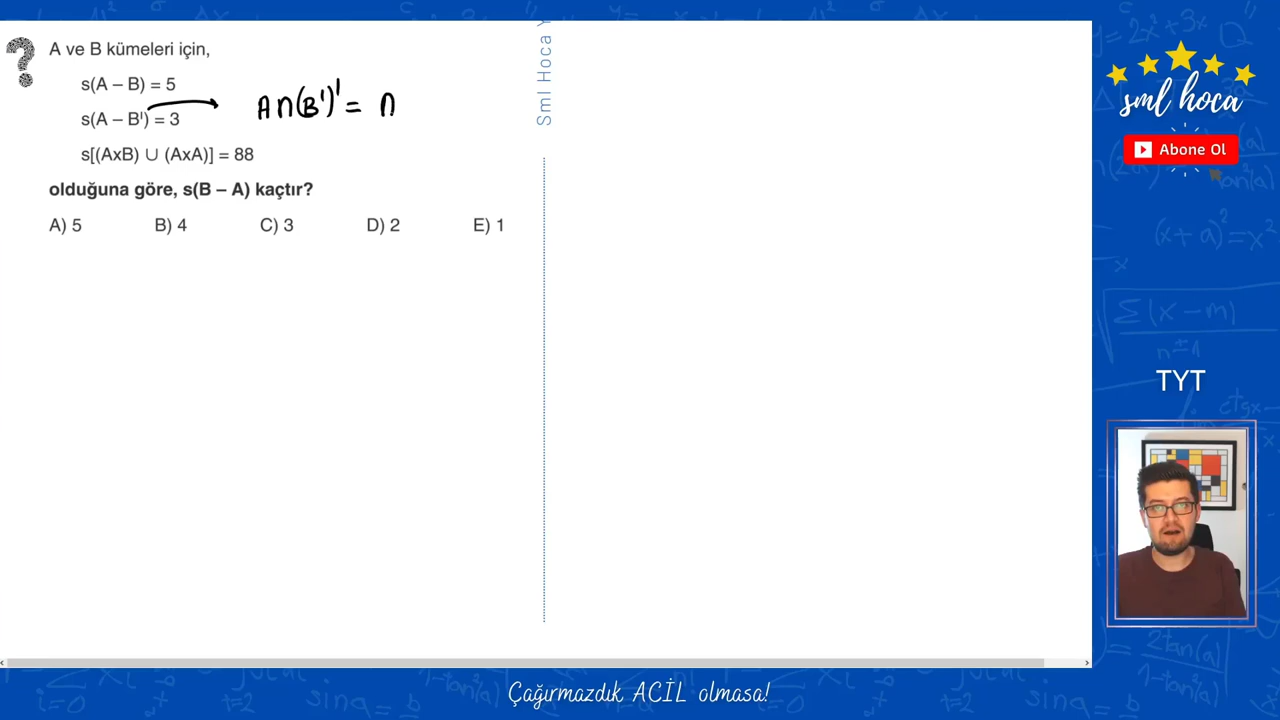 A ve B kümeleri için,
s(A – B) = 5
s(A – B') = 3
A∩(B')' = ∩
s[(AxB) ∪ (AxA)] = 88
olduğuna göre, s(B – A) kaçtır?
A) 5 B) 4 C) 3 D) 2 E) 1
Sml Hoca Y
sml hoca
Abone Ol
TYT
Çağırmazdık ACİL olmasa!